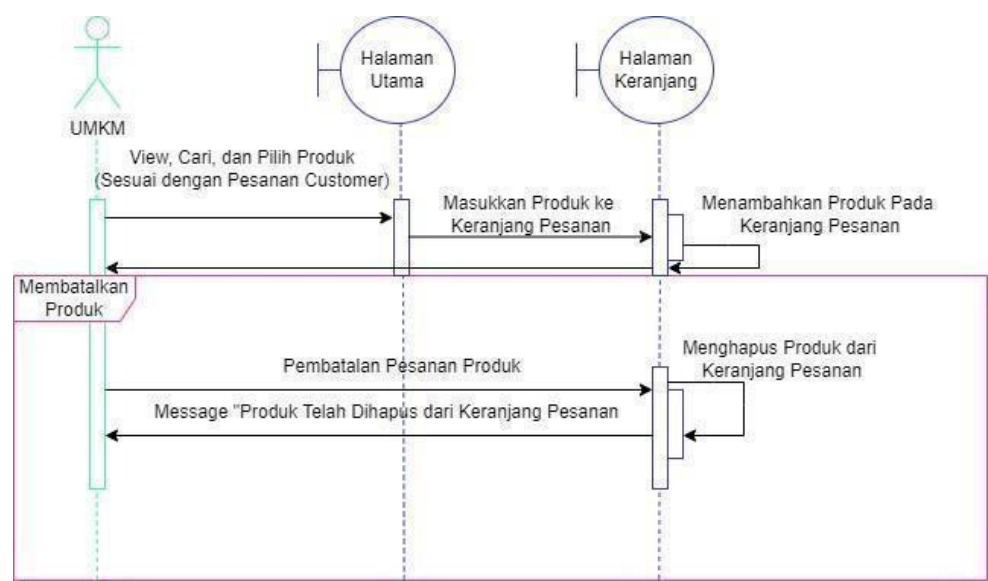 Halaman
Utama
Halaman
Keranjang
UMKM
View, Cari, dan Pilih Produk
(Sesuai dengan Pesanan Customer)
Masukkan Produk ke
Keranjang Pesanan
Menambahkan Produk Pada
Keranjang Pesanan
Membatalkan
Produk
Pembatalan Pesanan Produk
Menghapus Produk dari
Keranjang Pesanan
Message "Produk Telah Dihapus dari Keranjang Pesanan